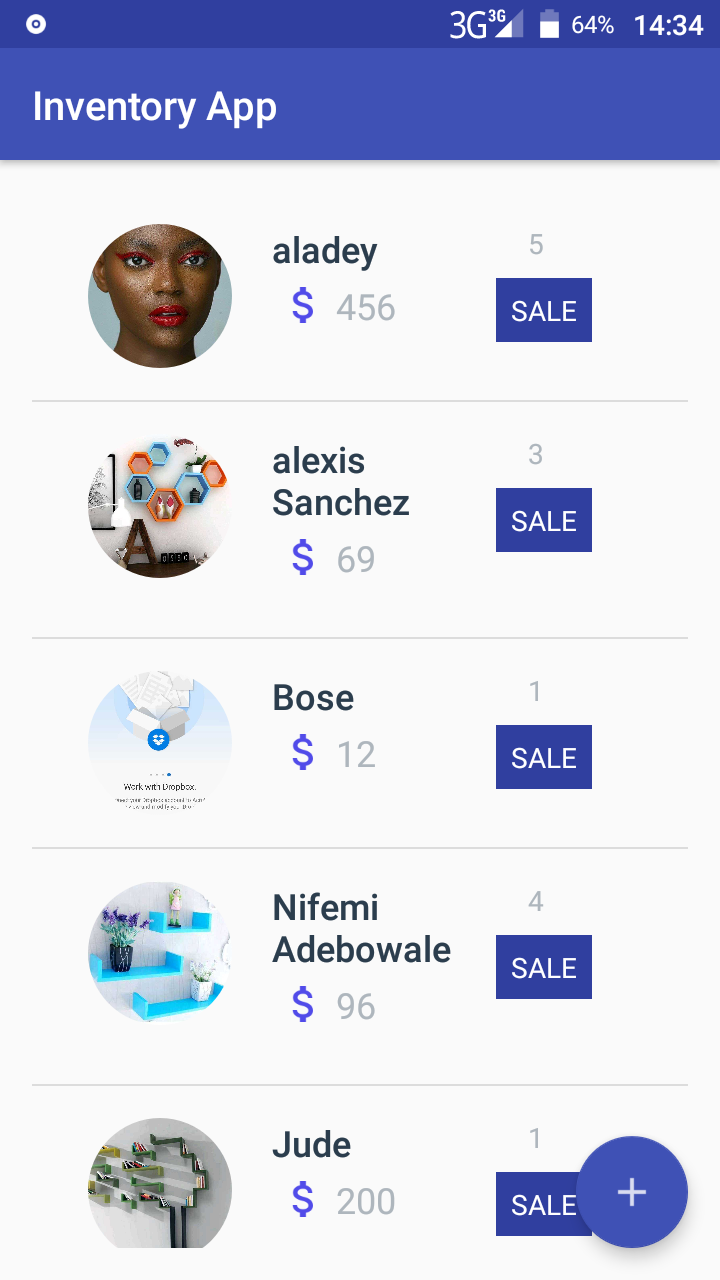 3G 3G 64% 14:34
Inventory App
aladey 5
$ 456 SALE
alexis 3
Sanchez SALE
$ 69
Bose 1
$ 12 SALE
Work with Dropbox.
Nifemi 4
Adebowale SALE
$ 96
Jude 1
$ 200 SALE
+